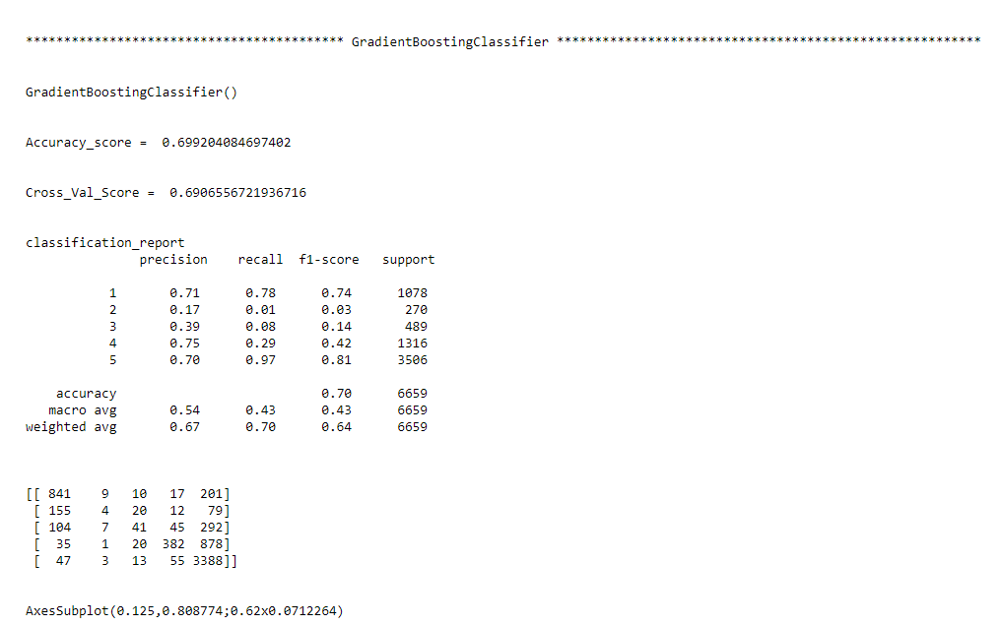 ****************************************** GradientBoostingClassifier ********************************************************
GradientBoostingClassifier()
Accuracy_score =  0.699204084697402
Cross_Val_Score =  0.6906556721936716
classification_report
              precision    recall  f1-score   support
           1       0.71      0.78      0.74      1078
           2       0.17      0.01      0.03       270
           3       0.39      0.08      0.14       489
           4       0.75      0.29      0.42      1316
           5       0.70      0.97      0.81      3506
    accuracy                           0.70      6659
   macro avg       0.54      0.43      0.43      6659
weighted avg       0.67      0.70      0.64      6659
[[ 841    9   10   17  201]
 [ 155    4   20   12   79]
 [ 104    7   41   45  292]
 [  35    1   20  382  878]
 [  47    3   13   55 3388]]
AxesSubplot(0.125,0.808774;0.62x0.0712264)